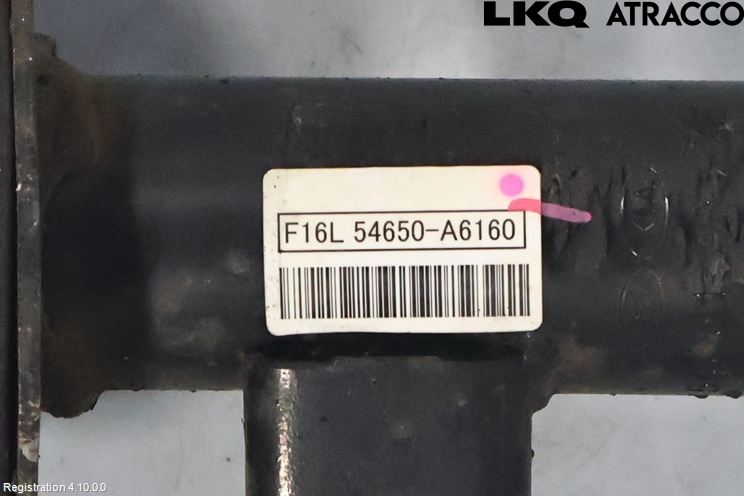 LKQ ATRACCO
F16L 54650-A6160
Registration 4.10.0.0